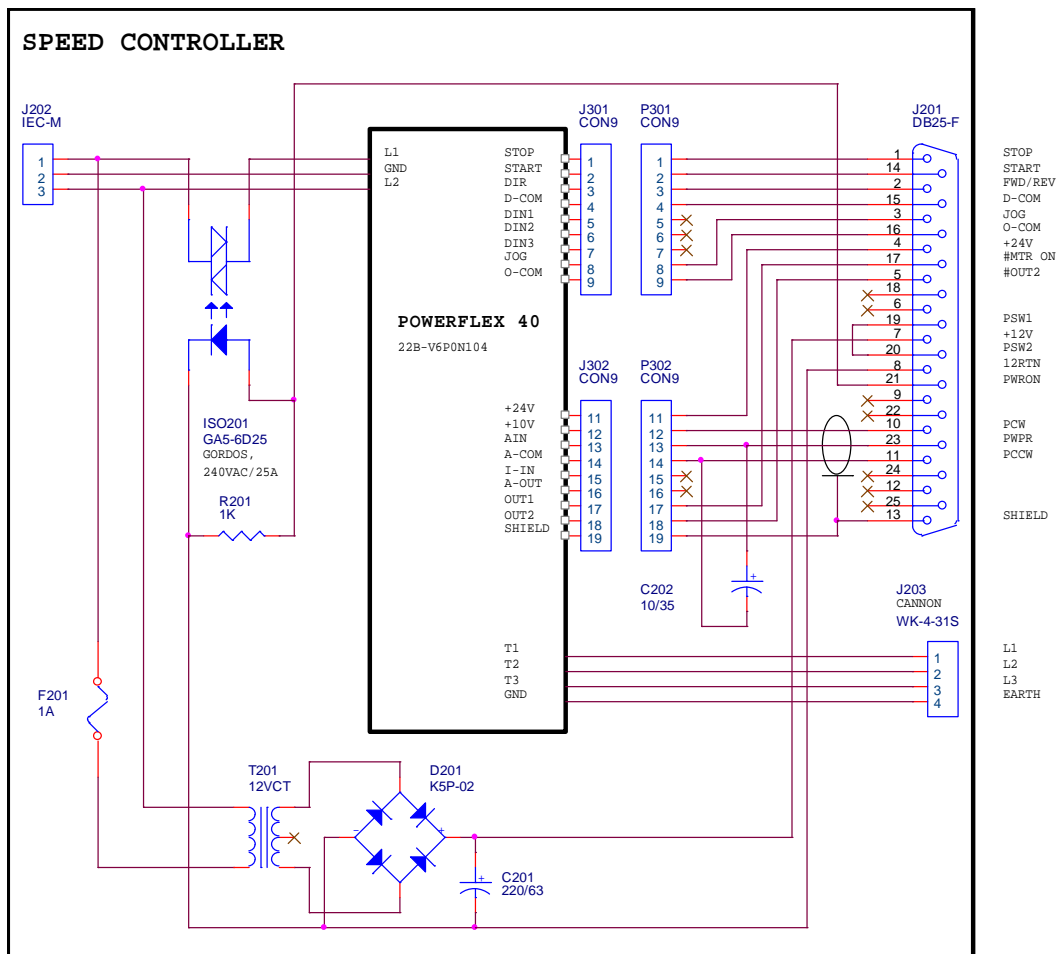 SPEED CONTROLLER
J202
IEC-M
1
2
3
L1
GND
L2
STOP
START
DIR
D-COM
DIN1
DIN2
DIN3
JOG
O-COM
POWERFLEX 40
22B-V6P0N104
+24V
+10V
AIN
A-COM
I-IN
A-OUT
OUT1
OUT2
SHIELD
T1
T2
T3
GND
J301
CON9
1
2
3
4
5
6
7
8
9
P301
CON9
1
2
3
4
5
6
7
8
9
J302
CON9
11
12
13
14
15
16
17
18
19
P302
CON9
11
12
13
14
15
16
17
18
19
J201
DB25-F
1
14
2
15
3
16
4
17
5
18
6
19
7
20
8
21
9
22
10
23
11
24
12
25
13
STOP
START
FWD/REV
D-COM
JOG
O-COM
+24V
#MTR ON
#OUT2
PSW1
+12V
PSW2
12RTN
PWRON
PCW
PWPR
PCCW
SHIELD
ISO201
GA5-6D25
GORDOS,
240VAC/25A
R201
1K
C202
10/35
+
J203
CANNON
WK-4-31S
1
2
3
4
L1
L2
L3
EARTH
F201
1A
T201
12VCT
D201
K5P-02
-
+
C201
220/63
+